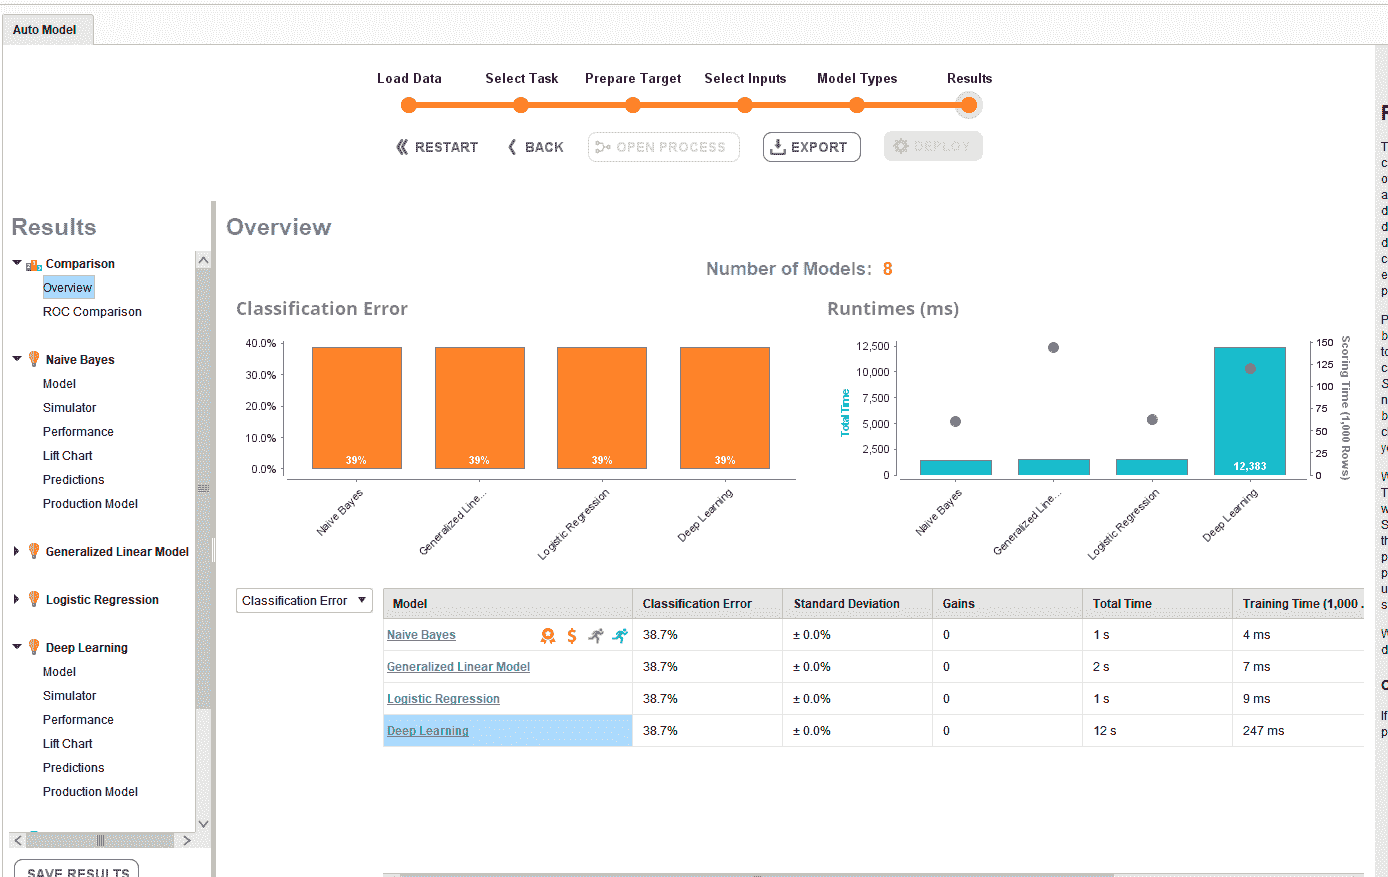 Auto Model
Load Data Select Task Prepare Target Select Inputs Model Types Results
RESTART BACK OPEN PROCESS EXPORT DEPLOY
Results
Comparison
Overview
ROC Comparison
Naive Bayes
Model
Simulator
Performance
Lift Chart
Predictions
Production Model
Generalized Linear Model
Logistic Regression
Deep Learning
Model
Simulator
Performance
Lift Chart
Predictions
Production Model
SAVE RESULTS
Overview
Number of Models: 8
Classification Error
40.0%
30.0%
20.0%
10.0%
0.0%
39% 39% 39% 39%
Naive Bayes
Generalized Line...
Logistic Regression
Deep Learning
Runtimes (ms)
Total Time
12,500
10,000
7,500
5,000
2,500
0
12,383
150
125
100
75
50
25
0
Scoring Time (1,000 Rows)
Naive Bayes
Generalized Line...
Logistic Regression
Deep Learning
Classification Error
Model Classification Error Standard Deviation Gains Total Time Training Time (1,000 .
Naive Bayes 38.7% ± 0.0% 0 1 s 4 ms
Generalized Linear Model 38.7% ± 0.0% 0 2 s 7 ms
Logistic Regression 38.7% ± 0.0% 0 1 s 9 ms
Deep Learning 38.7% ± 0.0% 0 12 s 247 ms